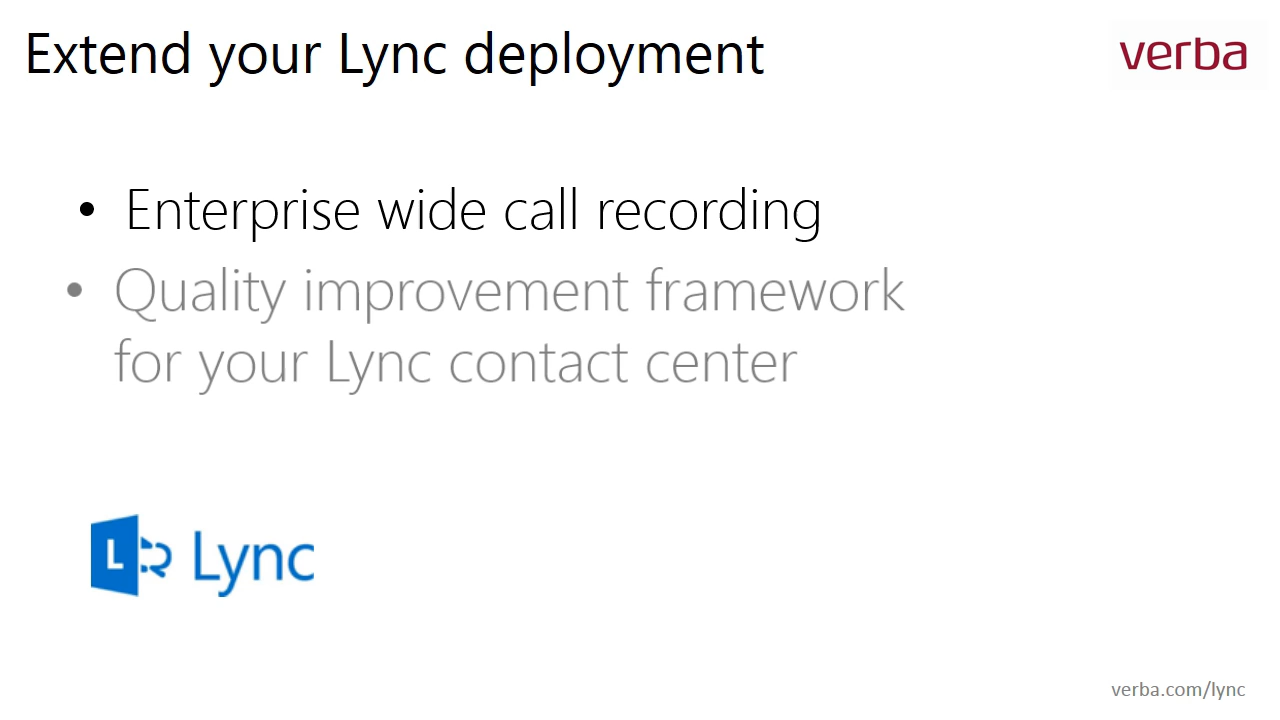 Extend your Lync deployment
verba
• Enterprise wide call recording
• Quality improvement framework
for your Lync contact center
L Lync
verba.com/lync